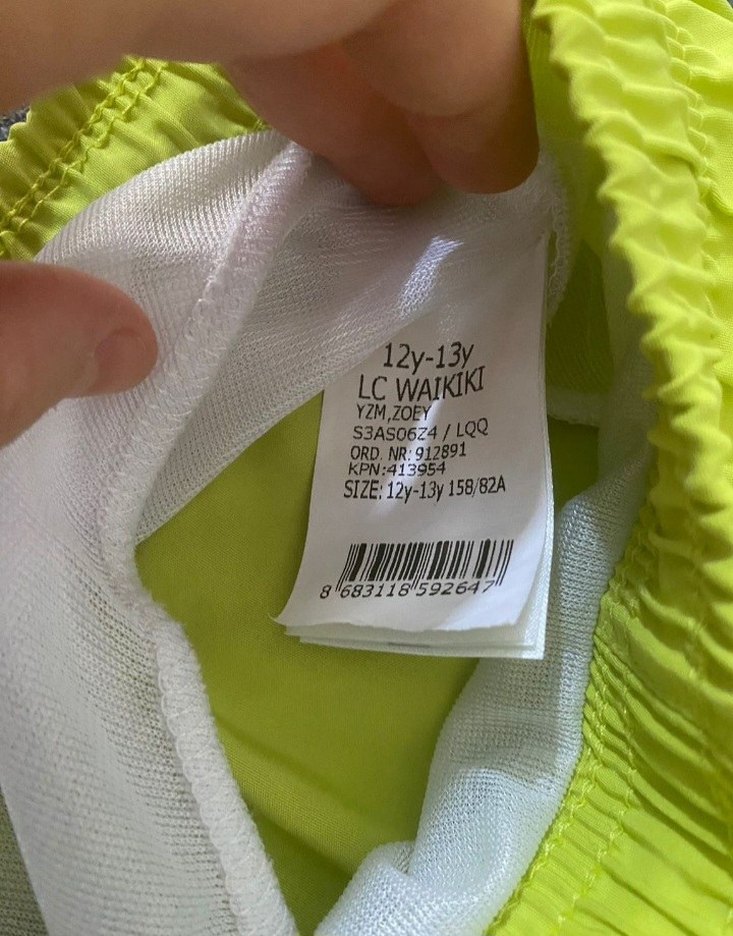 12y-13y
LC WAIKIKI
YZM,ZOEY
S3AS06Z4 / LQQ
ORD. NR: 912891
KPN:413954
SIZE: 12y-13y 158/82A
8 683118 592647